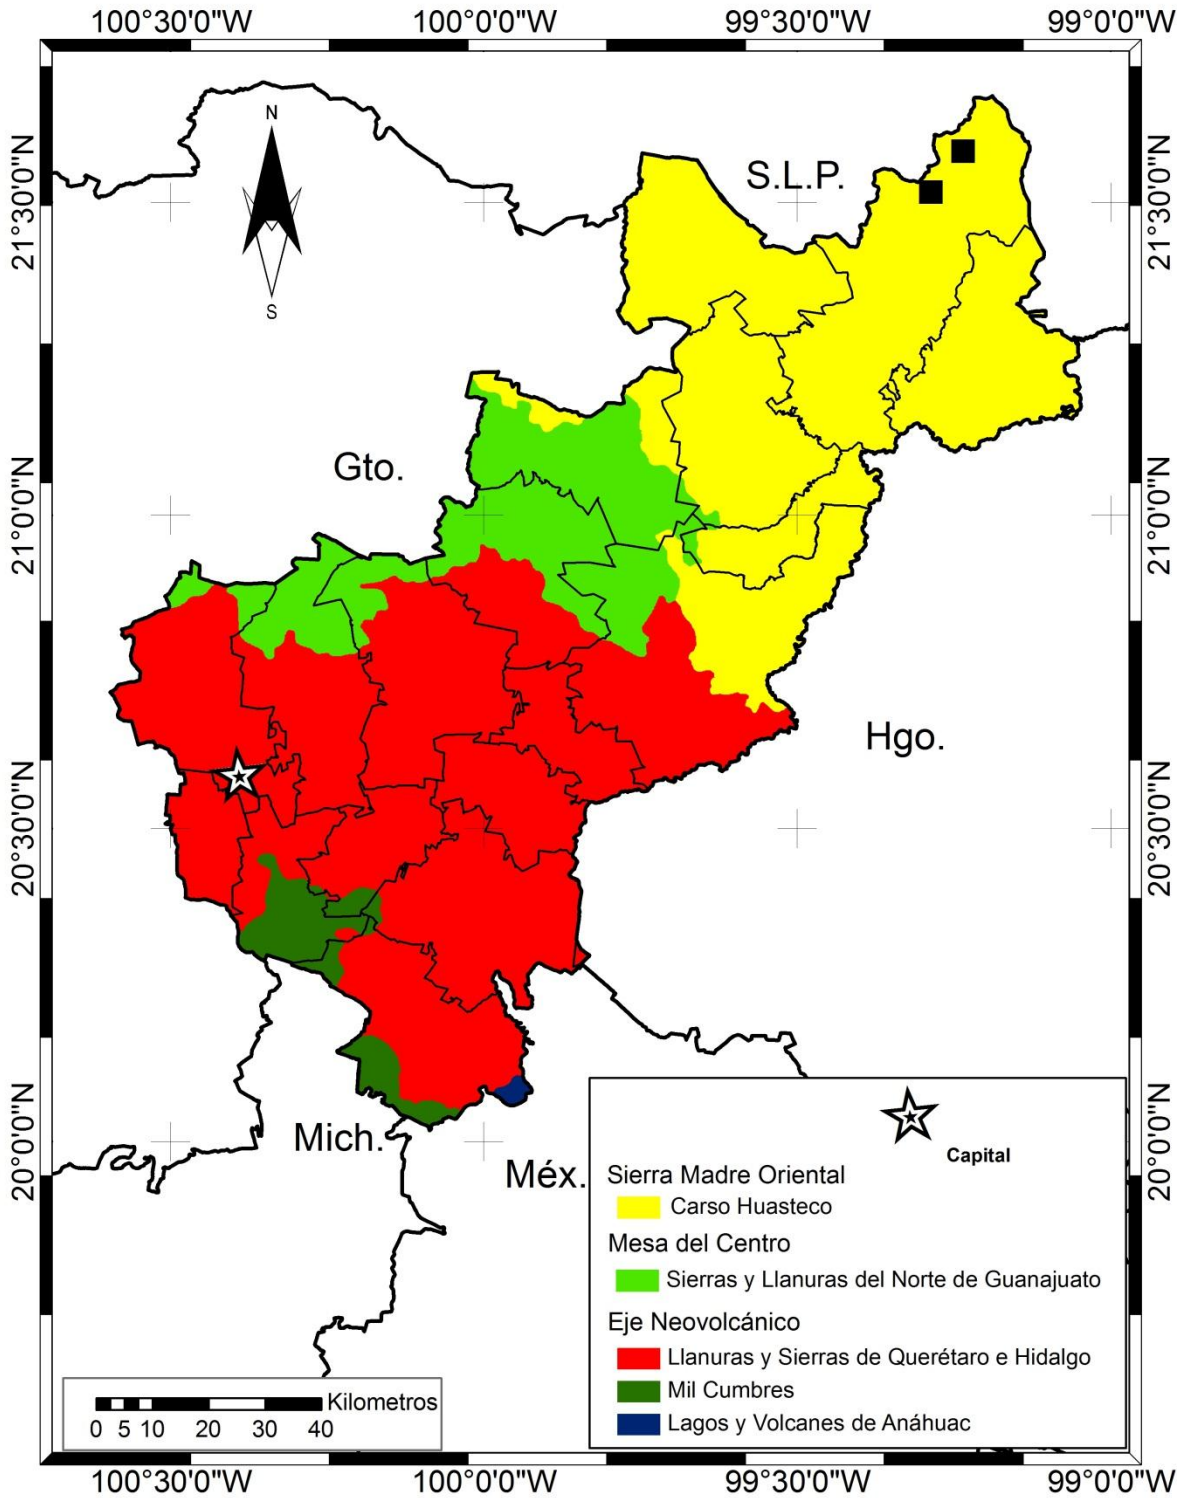 100°30'0"W 100°0'0"W 99°30'0"W 99°0'0"W
N
S
S.L.P.
21°30'0"N 21°30'0"N
Gto.
21°0'0"N 21°0'0"N
Hgo.
20°30'0"N 20°30'0"N
Mich.
Méx.
20°0'0"N 20°0'0"N
Capital
Sierra Madre Oriental
Carso Huasteco
Mesa del Centro
Sierras y Llanuras del Norte de Guanajuato
Eje Neovolcánico
Llanuras y Sierras de Querétaro e Hidalgo
Mil Cumbres
Lagos y Volcanes de Anáhuac
Kilometros
0 5 10 20 30 40
100°30'0"W 100°0'0"W 99°30'0"W 99°0'0"W